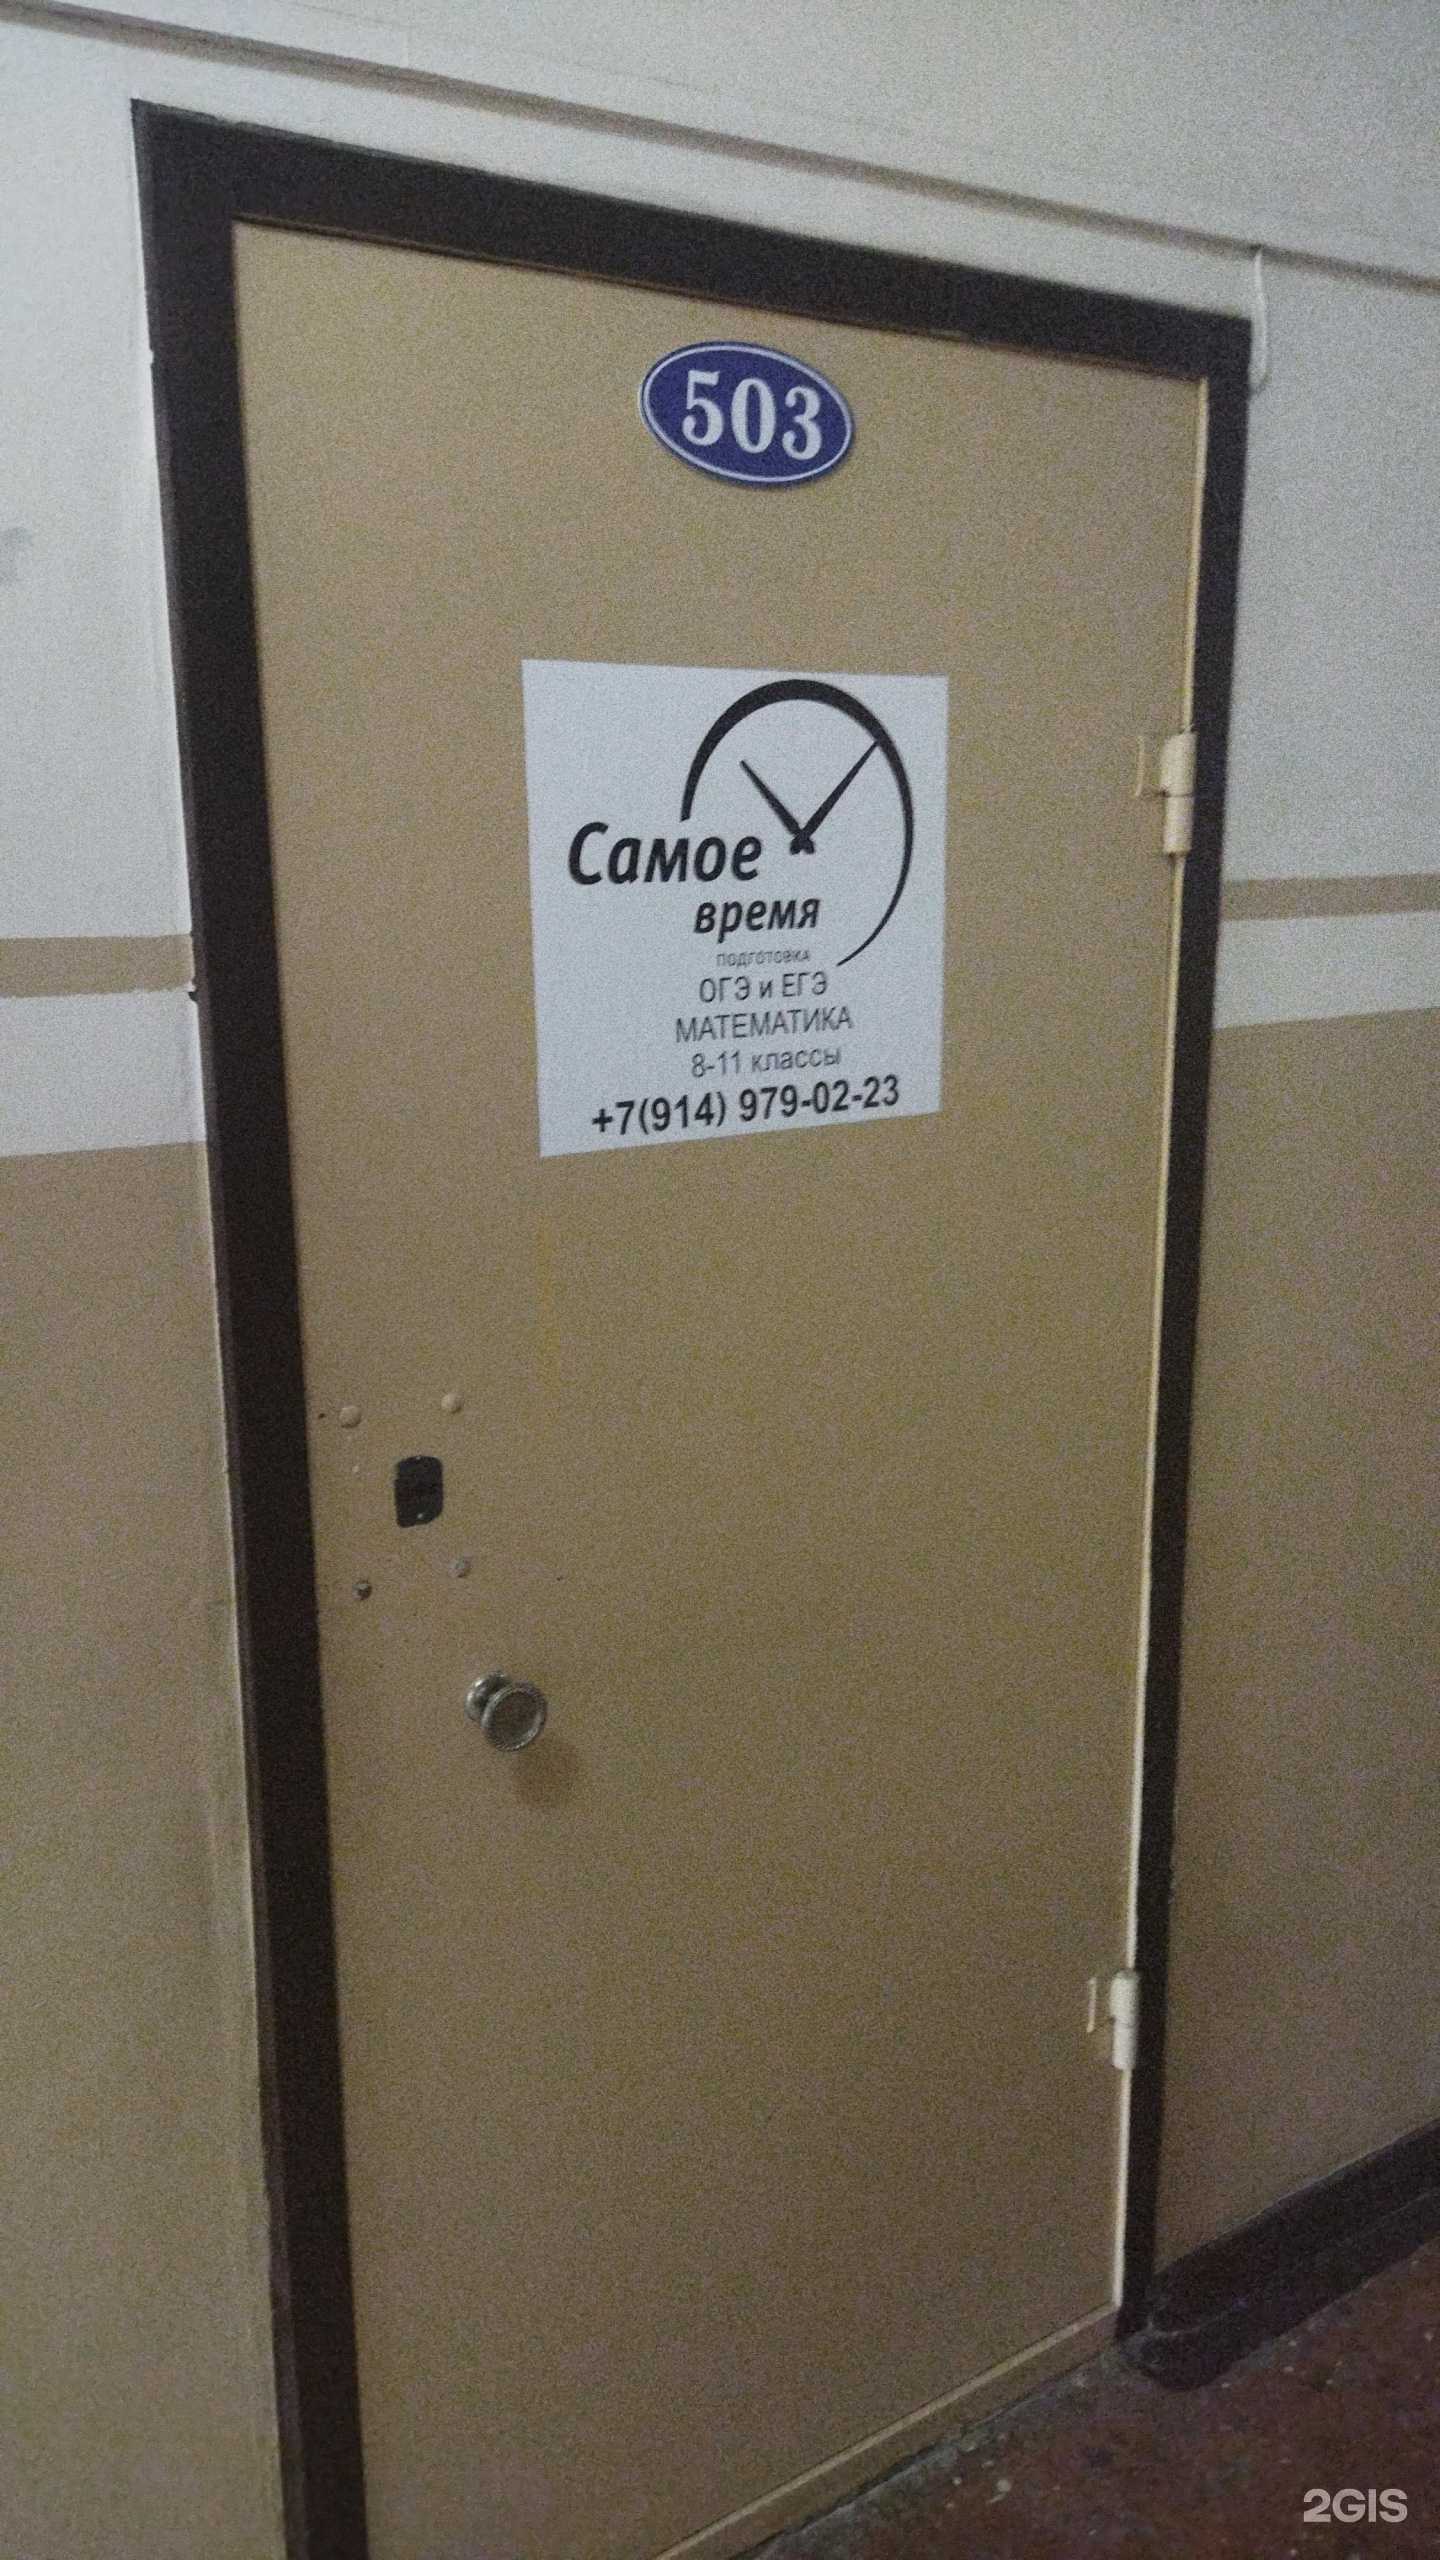 503
Самое
время
подготовка
ОГЭ и ЕГЭ
МАТЕМАТИКА
8-11 классы
+7(914) 979-02-23
2GIS